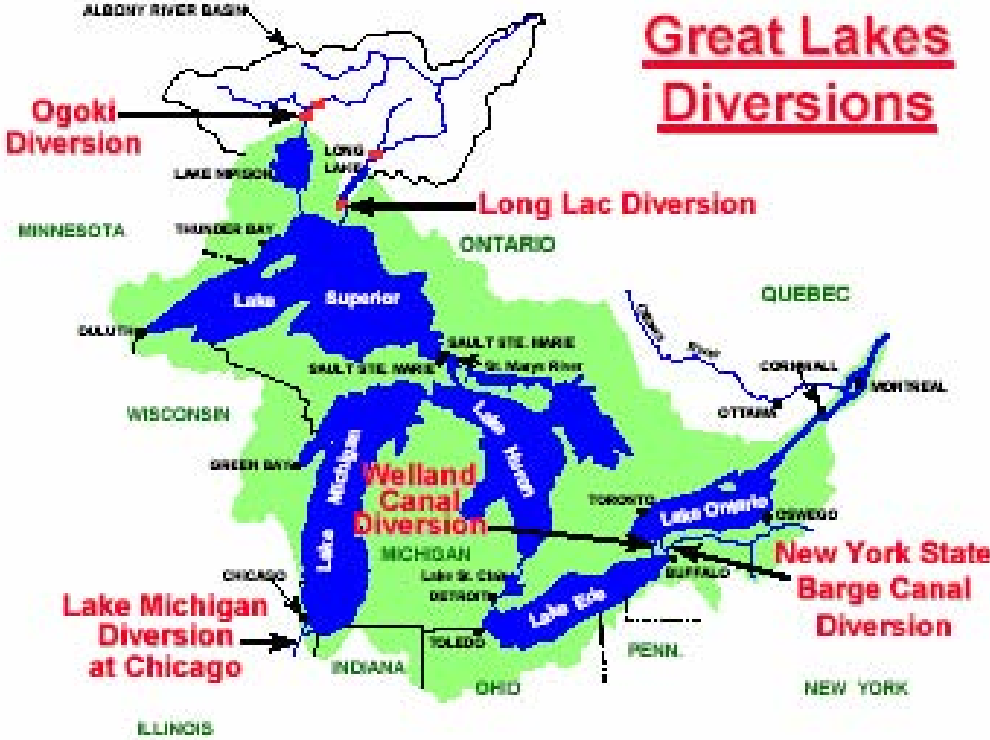 ALBONY RIVER BASIN
Great Lakes
Diversions
Ogoki
Diversion
LONG
LAKE
LAKE NIPIGON
Long Lac Diversion
MINNESOTA
THUNDER BAY
ONTARIO
QUEBEC
Lake Superior
DULUTH
Ottawa River
SAULT STE. MARIE
SAULT STE. MARIE
St. Marys River
CORNWALL
MONTREAL
OTTAWA
WISCONSIN
Lake Huron
GREEN BAY
Lake Michigan
Welland
Canal
Diversion
TORONTO
Lake Ontario
OSWEGO
MICHIGAN
New York State
Barge Canal
Diversion
CHICAGO
Lake St. Clair
DETROIT
BUFFALO
Lake Erie
Lake Michigan
Diversion
at Chicago
TOLEDO
PENN.
INDIANA
OHIO
NEW YORK
ILLINOIS